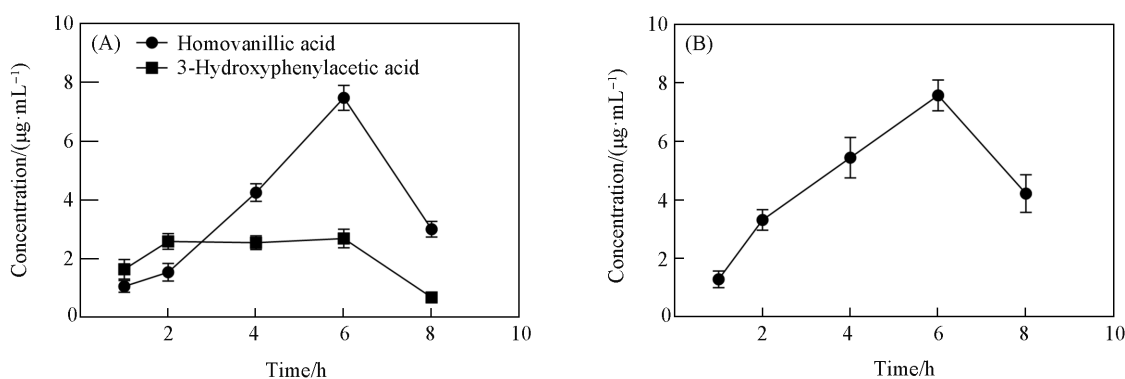 (A)
Homovanillic acid
3-Hydroxyphenylacetic acid
10
8
6
4
2
0
Concentration/(μg·mL⁻¹)
2 4 6 8 10
Time/h
(B)
10
8
6
4
2
0
Concentration/(μg·mL⁻¹)
2 4 6 8 10
Time/h